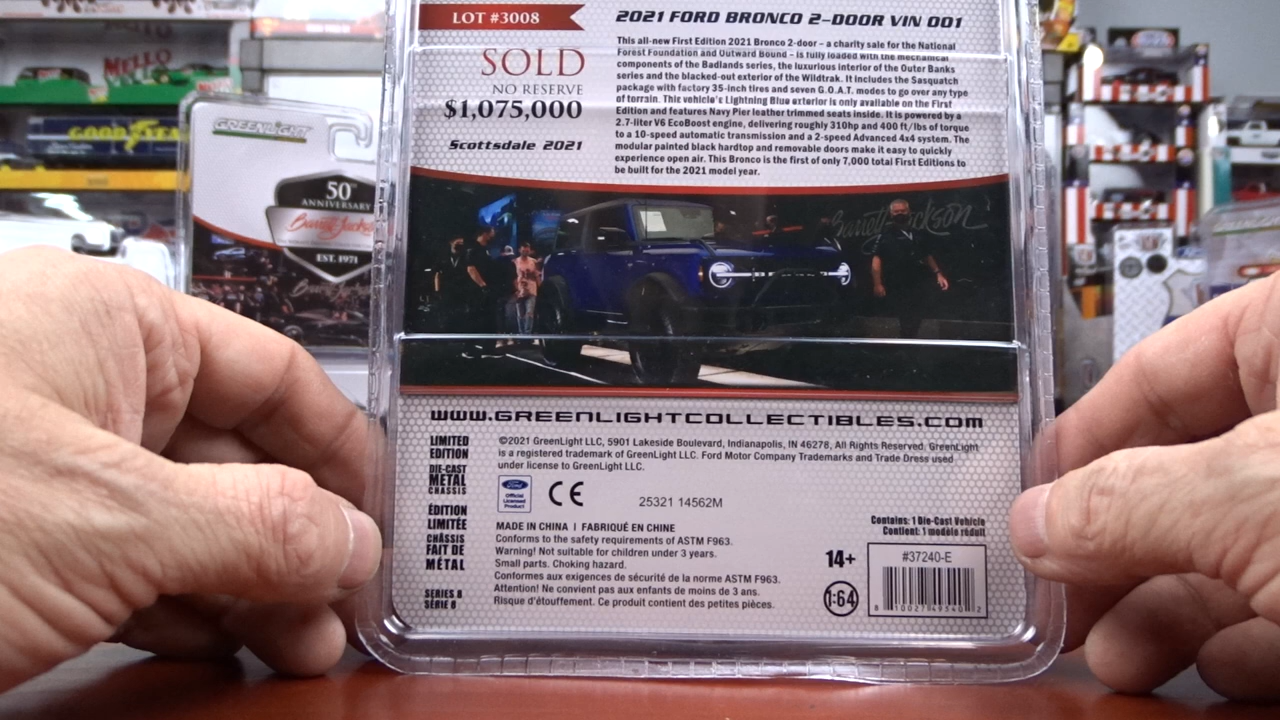 MELLO
GOOD YEAR
GREENLIGHT
50TH
ANNIVERSARY
Barrett-Jackson
EST. 1971
LOT #3008
SOLD
NO RESERVE
$1,075,000
Scottsdale 2021
2021 FORD BRONCO 2-DOOR VIN 001
This all-new First Edition 2021 Bronco 2-door – a charity sale for the National
Forest Foundation and Outward Bound – is fully loaded with the mechanical
components of the Badlands series, the luxurious interior of the Outer Banks
series and the blacked-out exterior of the Wildtrak. It includes the Sasquatch
package with factory 35-inch tires and seven G.O.A.T. modes to go over any type
of terrain. This vehicle's Lightning Blue exterior is only available on the First
Edition and features Navy Pier leather trimmed seats inside. It is powered by a
2.7-liter V6 EcoBoost engine, delivering roughly 310hp and 400 ft/lbs of torque
to a 10-speed automatic transmission and a 2-speed Advanced 4x4 system. The
modular painted black hardtop and removable doors make it easy to quickly
experience open air. This Bronco is the first of only 7,000 total First Editions to
be built for the 2021 model year.
Barrett-Jackson
WWW.GREENLIGHTCOLLECTIBLES.COM
LIMITED
EDITION
DIE-CAST
METAL
CHASSIS
ÉDITION
LIMITÉE
CHÂSSIS
FAIT DE
MÉTAL
SERIES 8
SÉRIE 8
©2021 GreenLight LLC, 5901 Lakeside Boulevard, Indianapolis, IN 46278, All Rights Reserved. GreenLight
is a registered trademark of GreenLight LLC. Ford Motor Company Trademarks and Trade Dress used
under license to GreenLight LLC.
Ford
Official
Licensed
Product
CE
25321 14562M
MADE IN CHINA | FABRIQUÉ EN CHINE
Conforms to the safety requirements of ASTM F963.
Warning! Not suitable for children under 3 years.
Small parts. Choking hazard.
Conformes aux exigences de sécurité de la norme ASTM F963.
Attention! Ne convient pas aux enfants de moins de 3 ans.
Risque d'étouffement. Ce produit contient des petites pièces.
Contains: 1 Die-Cast Vehicle
Contient: 1 modèle réduit
14+
1:64
#37240-E